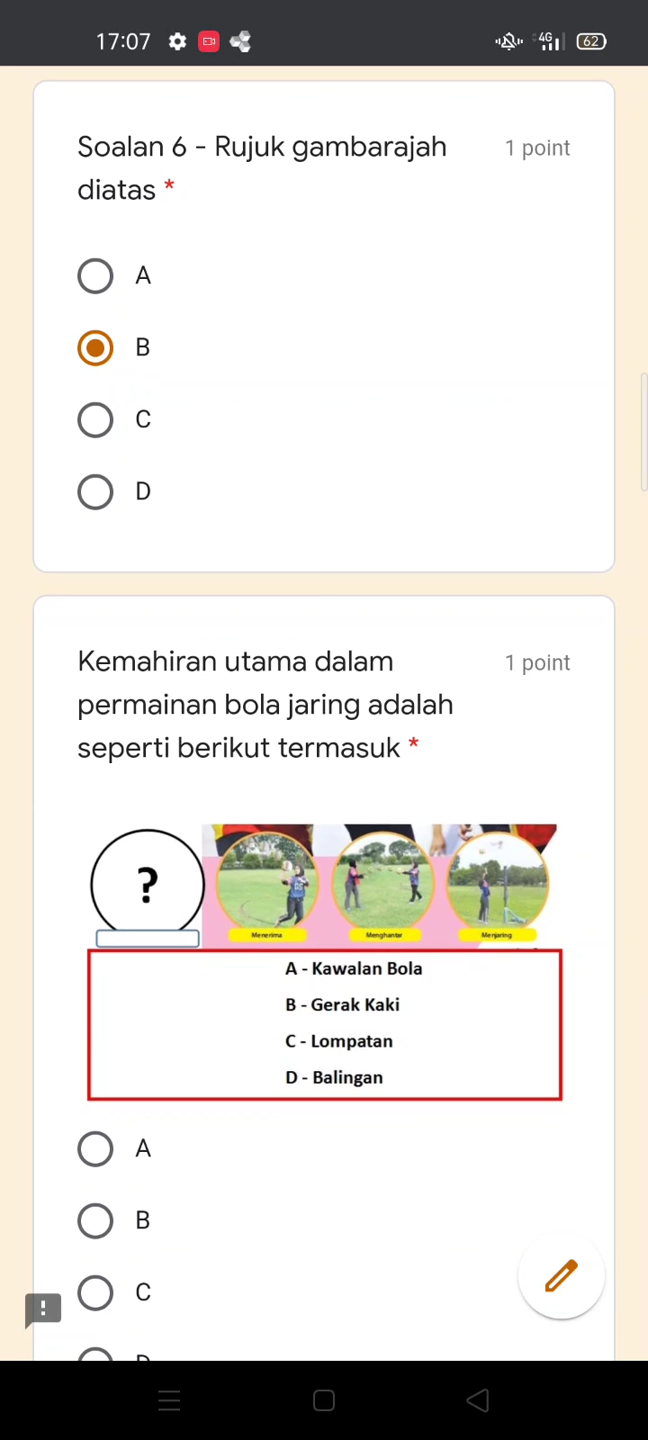 17:07
4G
62
Soalan 6 - Rujuk gambarajah
diatas *
1 point
A
B
C
D
Kemahiran utama dalam
permainan bola jaring adalah
seperti berikut termasuk *
1 point
?
Menerima
Menghantar
Menjaring
A - Kawalan Bola
B - Gerak Kaki
C - Lompatan
D - Balingan
A
B
C
D